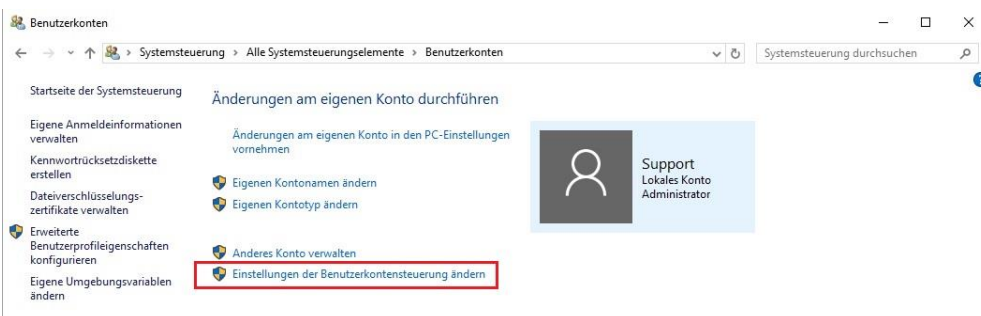 Benutzerkonten
Systemsteuerung > Alle Systemsteuerungselemente > Benutzerkonten
Systemsteuerung durchsuchen
Startseite der Systemsteuerung
Eigene Anmeldeinformationen
verwalten
Kennwortrücksetzdiskette
erstellen
Dateiverschlüsselungs-
zertifikate verwalten
Erweiterte
Benutzerprofileigenschaften
konfigurieren
Eigene Umgebungsvariablen
ändern
Änderungen am eigenen Konto durchführen
Änderungen am eigenen Konto in den PC-Einstellungen
vornehmen
Eigenen Kontonamen ändern
Eigenen Kontotyp ändern
Anderes Konto verwalten
Einstellungen der Benutzerkontensteuerung ändern
Support
Lokales Konto
Administrator